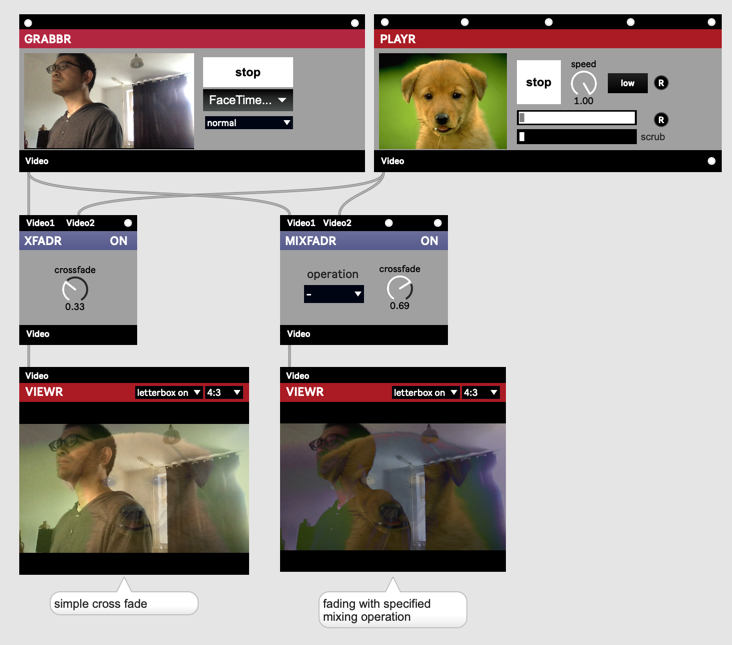 GRABBR
stop
FaceTime...
normal
Video
PLAYR
stop
speed
1.00
low
R
R
scrub
Video
Video1 Video2
XFADR ON
crossfade
0.33
Video
Video1 Video2
MIXFADR ON
operation
-
crossfade
0.69
Video
Video
VIEWR letterbox on 4:3
simple cross fade
Video
VIEWR letterbox on 4:3
fading with specified
mixing operation